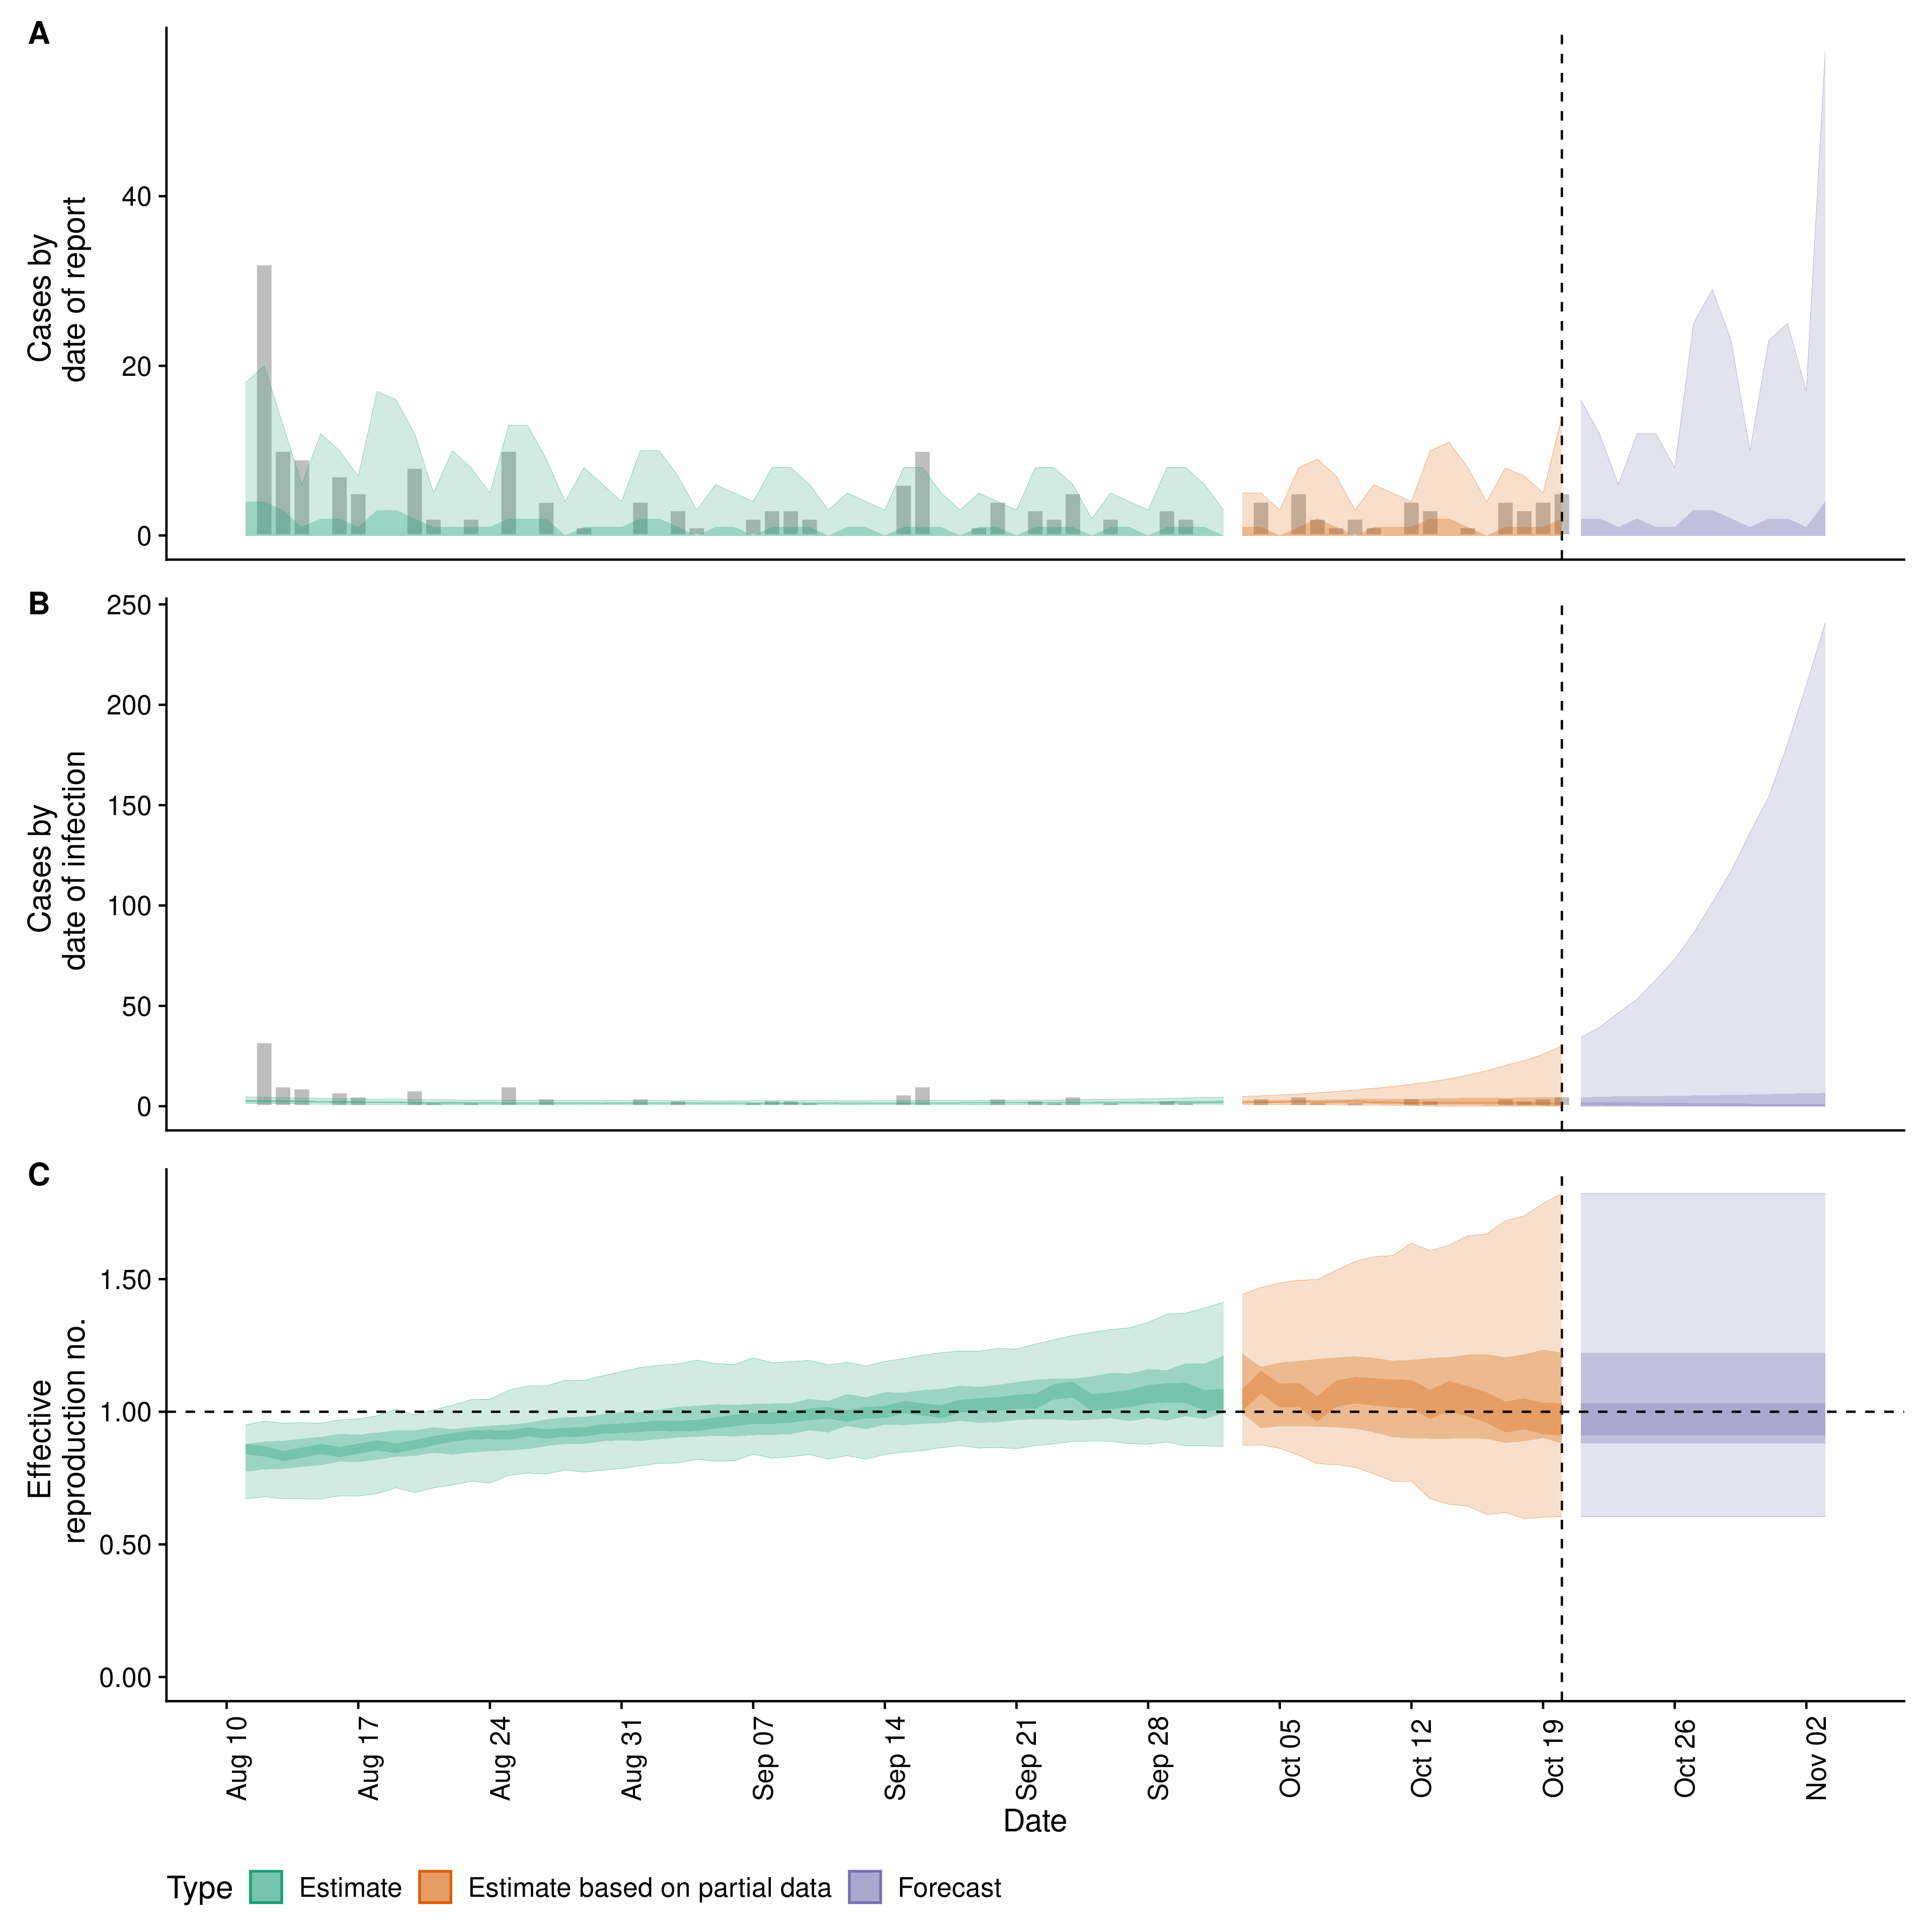 A
Cases by
date of report
40
20
0
B
Cases by
date of infection
250
200
150
100
50
0
C
Effective
reproduction no.
1.50
1.00
0.50
0.00
Aug 10
Aug 17
Aug 24
Aug 31
Sep 07
Sep 14
Sep 21
Sep 28
Oct 05
Oct 12
Oct 19
Oct 26
Nov 02
Date
Type Estimate Estimate based on partial data Forecast